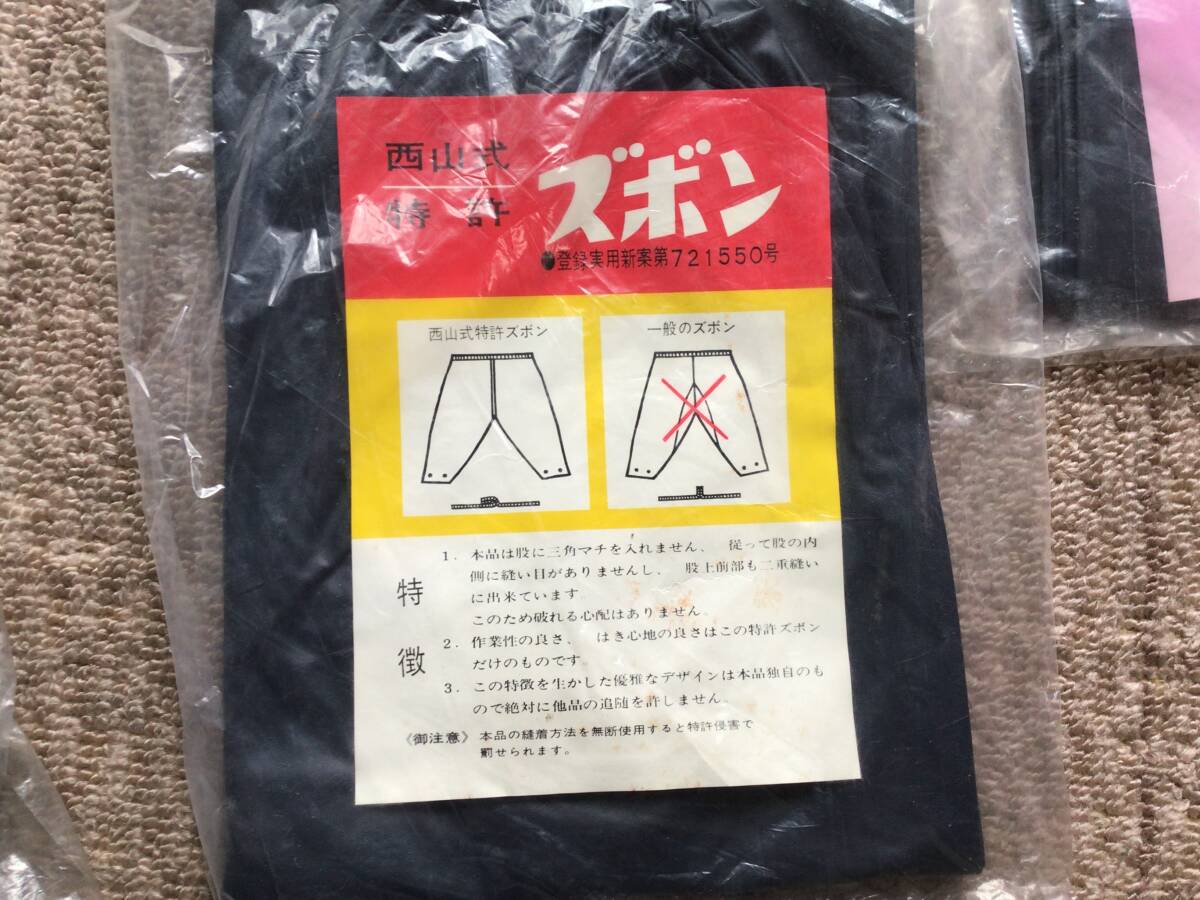 西山式
特許
ズボン
●登録実用新案第721550号
西山式特許ズボン
一般のズボン
特徴
1. 本品は股に三角マチを入れません、 従って股の内
側に縫い目がありませんし、 股上前部も二重縫い
に出来ています。
このため破れる心配はありません。
2. 作業性の良さ、 はき心地の良さはこの特許ズボン
だけのものです。
3. この特徴を生かした優雅なデザインは本品独自のも
ので絶対に他品の追随を許しません。
《御注意》 本品の縫着方法を無断使用すると特許侵害で
罰せられます。